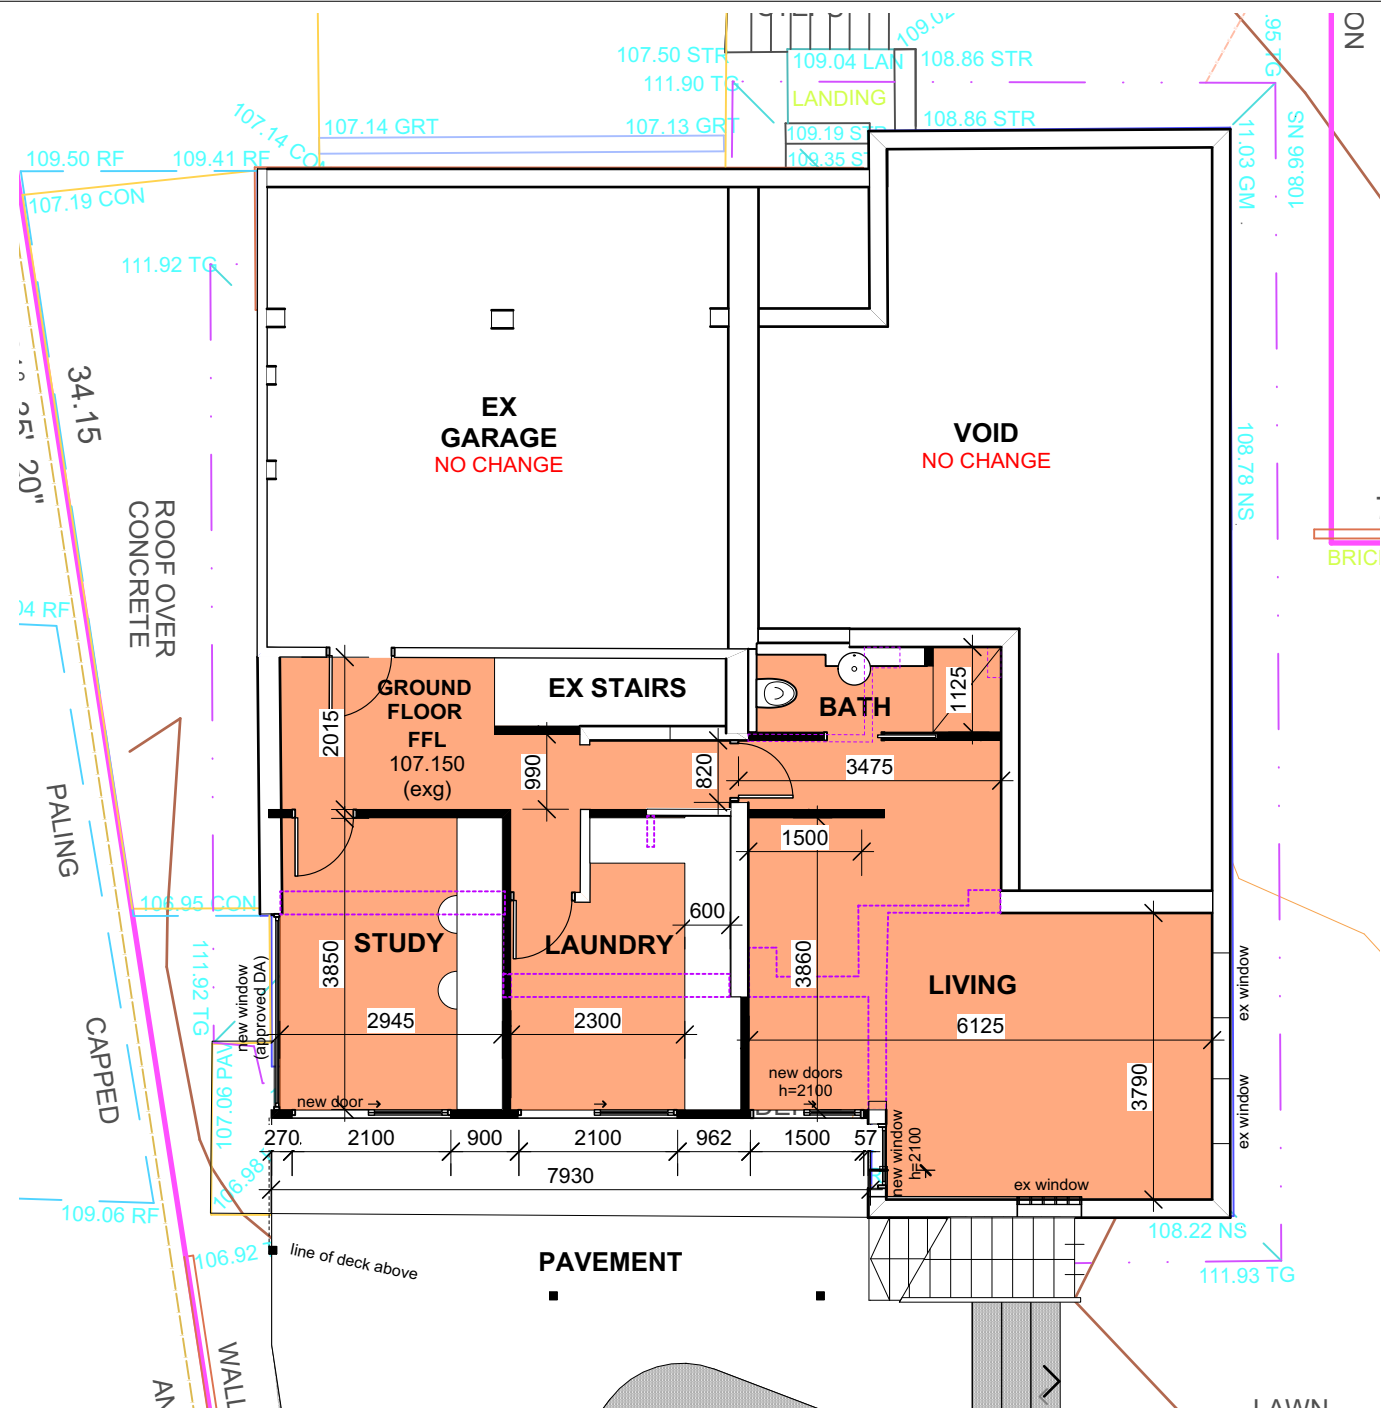 107.50 STR
109.04 LAN
108.86 STR
111.90 TG
LANDING
107.14 GRT
107.13 GRT
108.86 STR
109.35
109.50 RF
109.41 RF
107.19 CON
111.92 TG
11.03 GM
108.96 NS
34.15
20"
EX
GARAGE
NO CHANGE
VOID
NO CHANGE
108.78 NS
ROOF OVER
CONCRETE
04 RF
GROUND
FLOOR
FFL
107.150
(exg)
EX STAIRS
BATH
1125
2015
990
820
3475
1500
PALING
106.95 CON
600
STUDY
LAUNDRY
LIVING
3850
3860
2945
2300
6125
3790
111.92 TG
new window
(approved DA)
ex window
ex window
CAPPED
107.06 PAV
new door
new doors
h=2100
new window
h=2100
ex window
270
2100
900
2100
962
1500
57
7930
106.98
109.06 RF
106.92
line of deck above
PAVEMENT
108.22 NS
111.93 TG
WALL